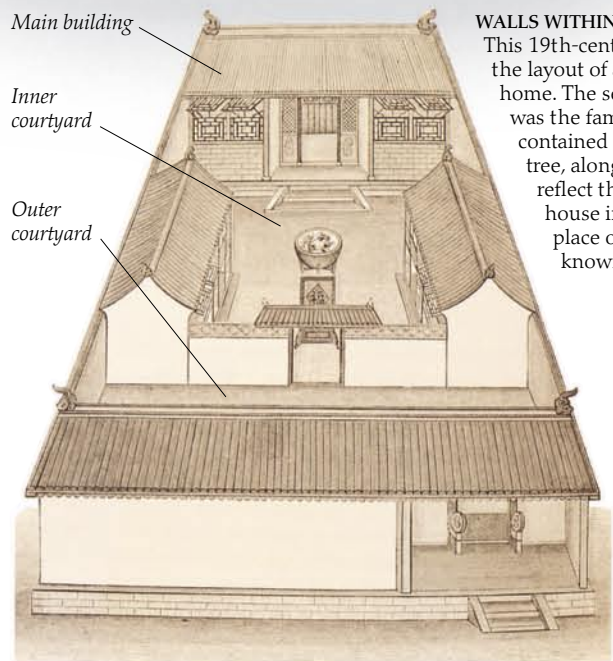 Main building
Inner
courtyard
Outer
courtyard
WALLS WITHIN
This 19th-cent
the layout of
home. The s
was the fam
contained
tree, along
reflect th
house i
place o
know